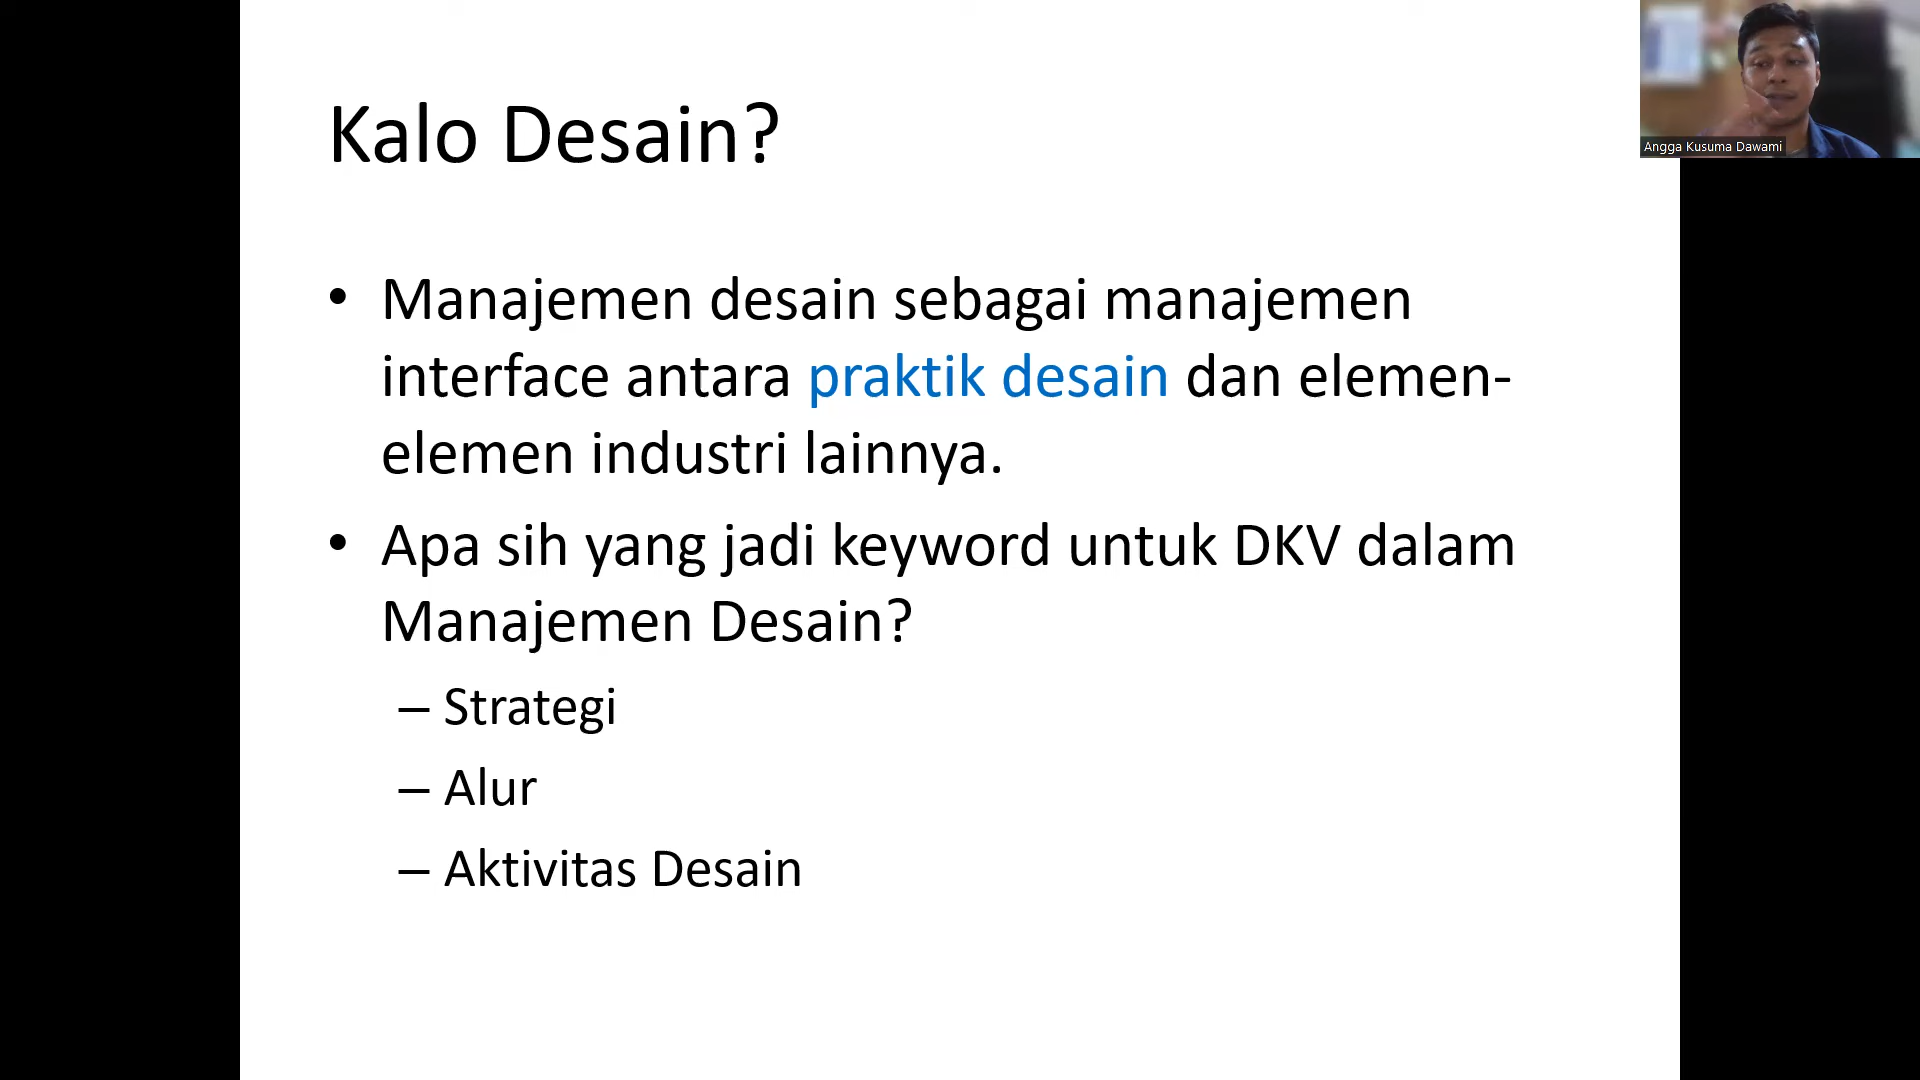 Kalo Desain?
• Manajemen desain sebagai manajemen
interface antara praktik desain dan elemen-
elemen industri lainnya.
• Apa sih yang jadi keyword untuk DKV dalam
Manajemen Desain?
– Strategi
– Alur
– Aktivitas Desain
Angga Kusuma Dawami